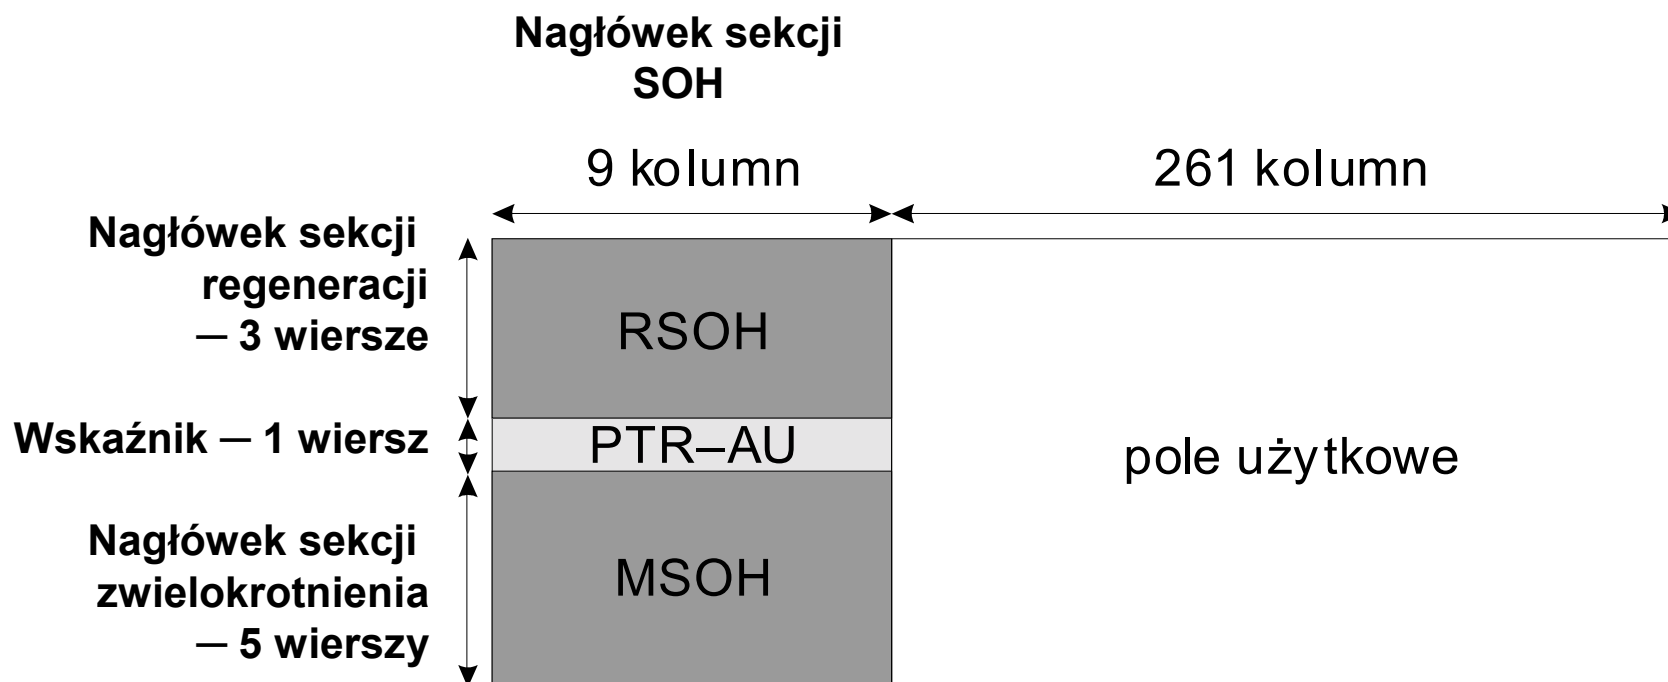 Nagłówek sekcji
SOH
9 kolumn
261 kolumn
Nagłówek sekcji
regeneracji
— 3 wiersze
RSOH
Wskaźnik — 1 wiersz
PTR–AU
pole użytkowe
Nagłówek sekcji
zwielokrotnienia
— 5 wierszy
MSOH